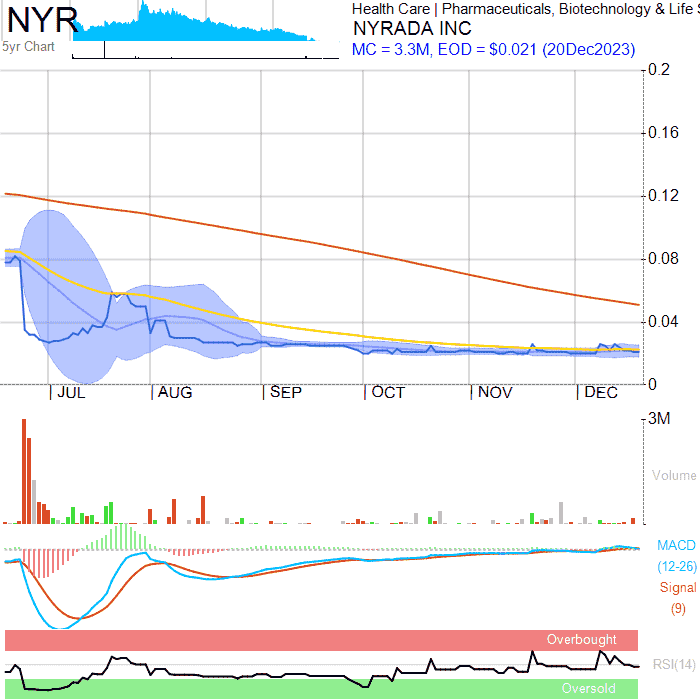 NYR
Health Care | Pharmaceuticals, Biotechnology & Life S
NYRADA INC
5yr Chart
MC = 3.3M, EOD = $0.021 (20Dec2023)
0.2
0.16
0.12
0.08
0.04
0
JUL AUG SEP OCT NOV DEC
3M
Volume
MACD
(12-26)
Signal
(9)
Overbought
RSI(14)
Oversold